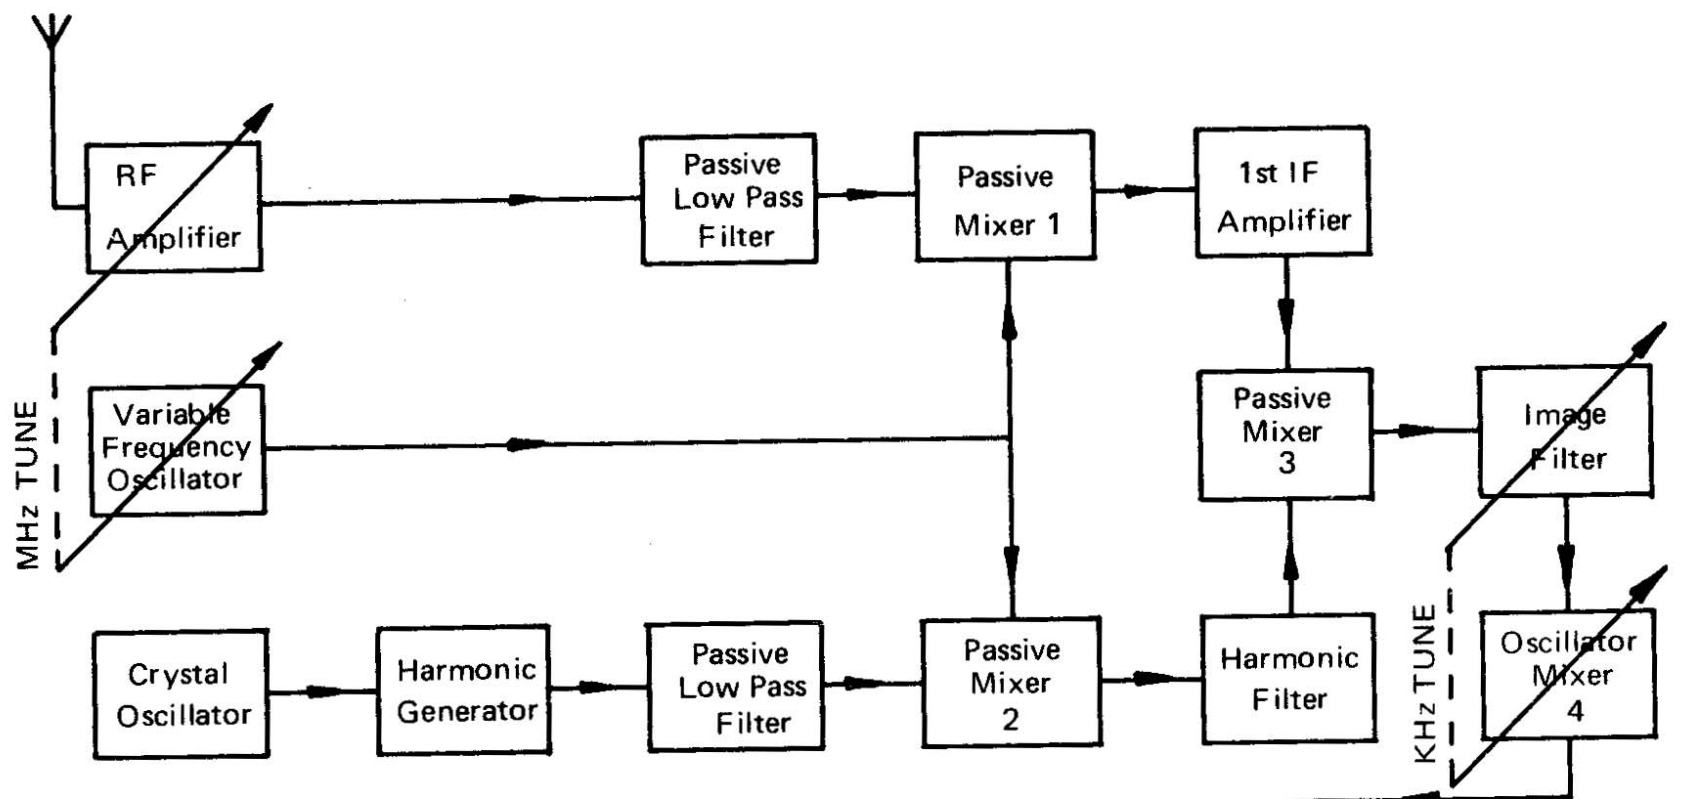 RF
Amplifier
Passive
Low Pass
Filter
Passive
Mixer 1
1st IF
Amplifier
MHz TUNE
Variable
Frequency
Oscillator
Passive
Mixer
3
Image
Filter
Crystal
Oscillator
Harmonic
Generator
Passive
Low Pass
Filter
Passive
Mixer
2
Harmonic
Filter
KHz TUNE
Oscillator
Mixer
4